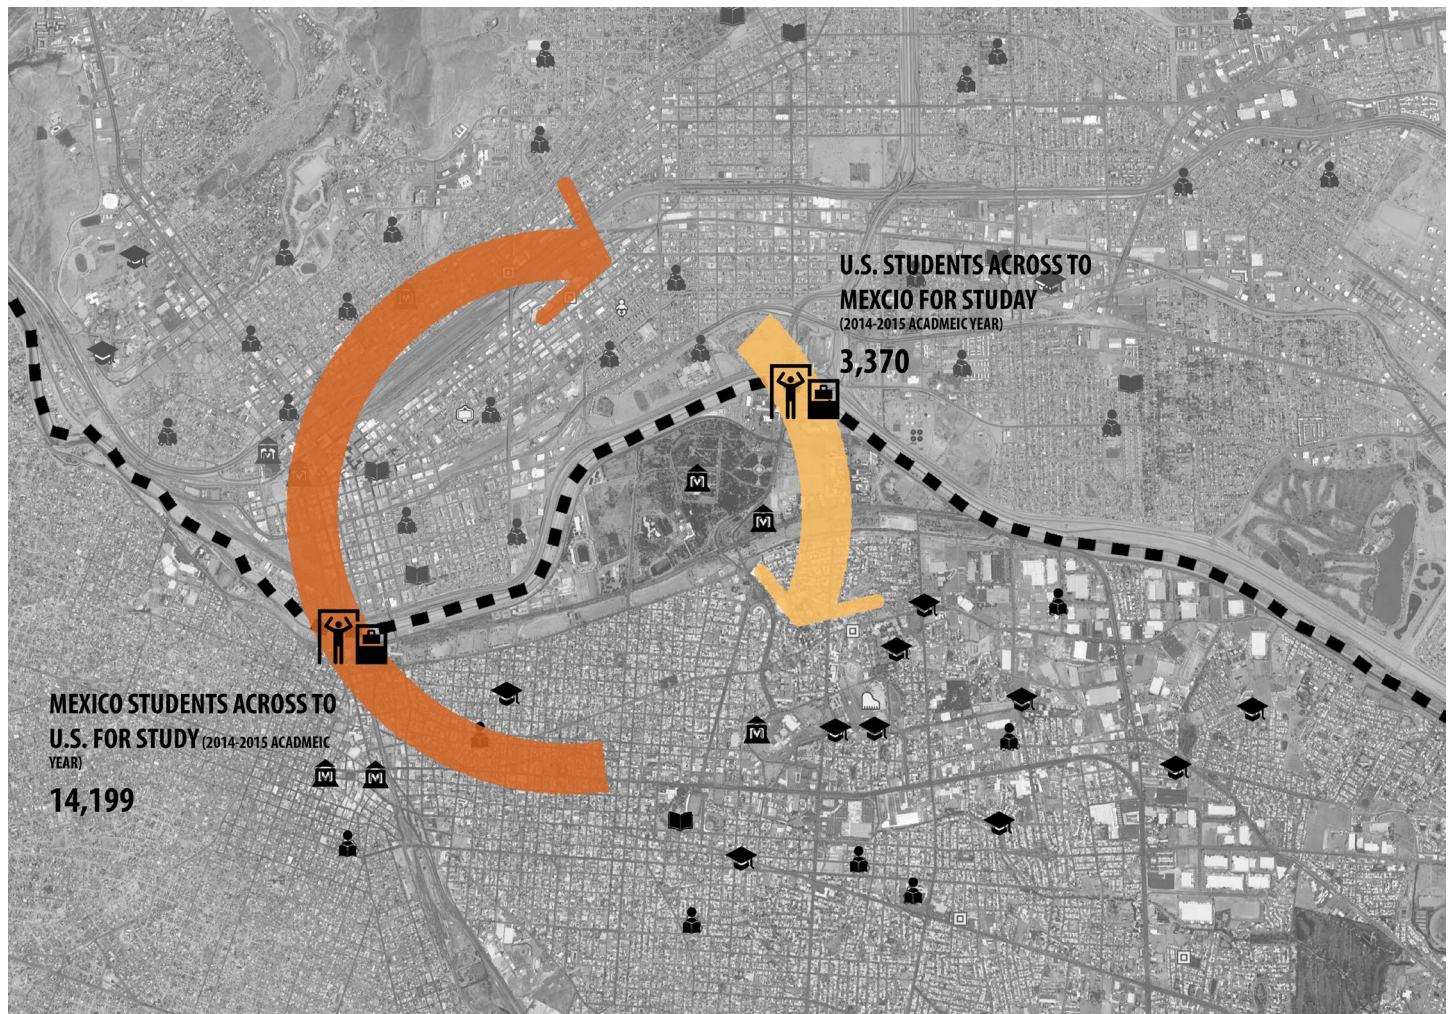 U.S. STUDENTS ACROSS TO
MEXCIO FOR STUDAY
(2014-2015 ACADMEIC YEAR)
3,370
MEXICO STUDENTS ACROSS TO
U.S. FOR STUDY (2014-2015 ACADMEIC
YEAR)
14,199